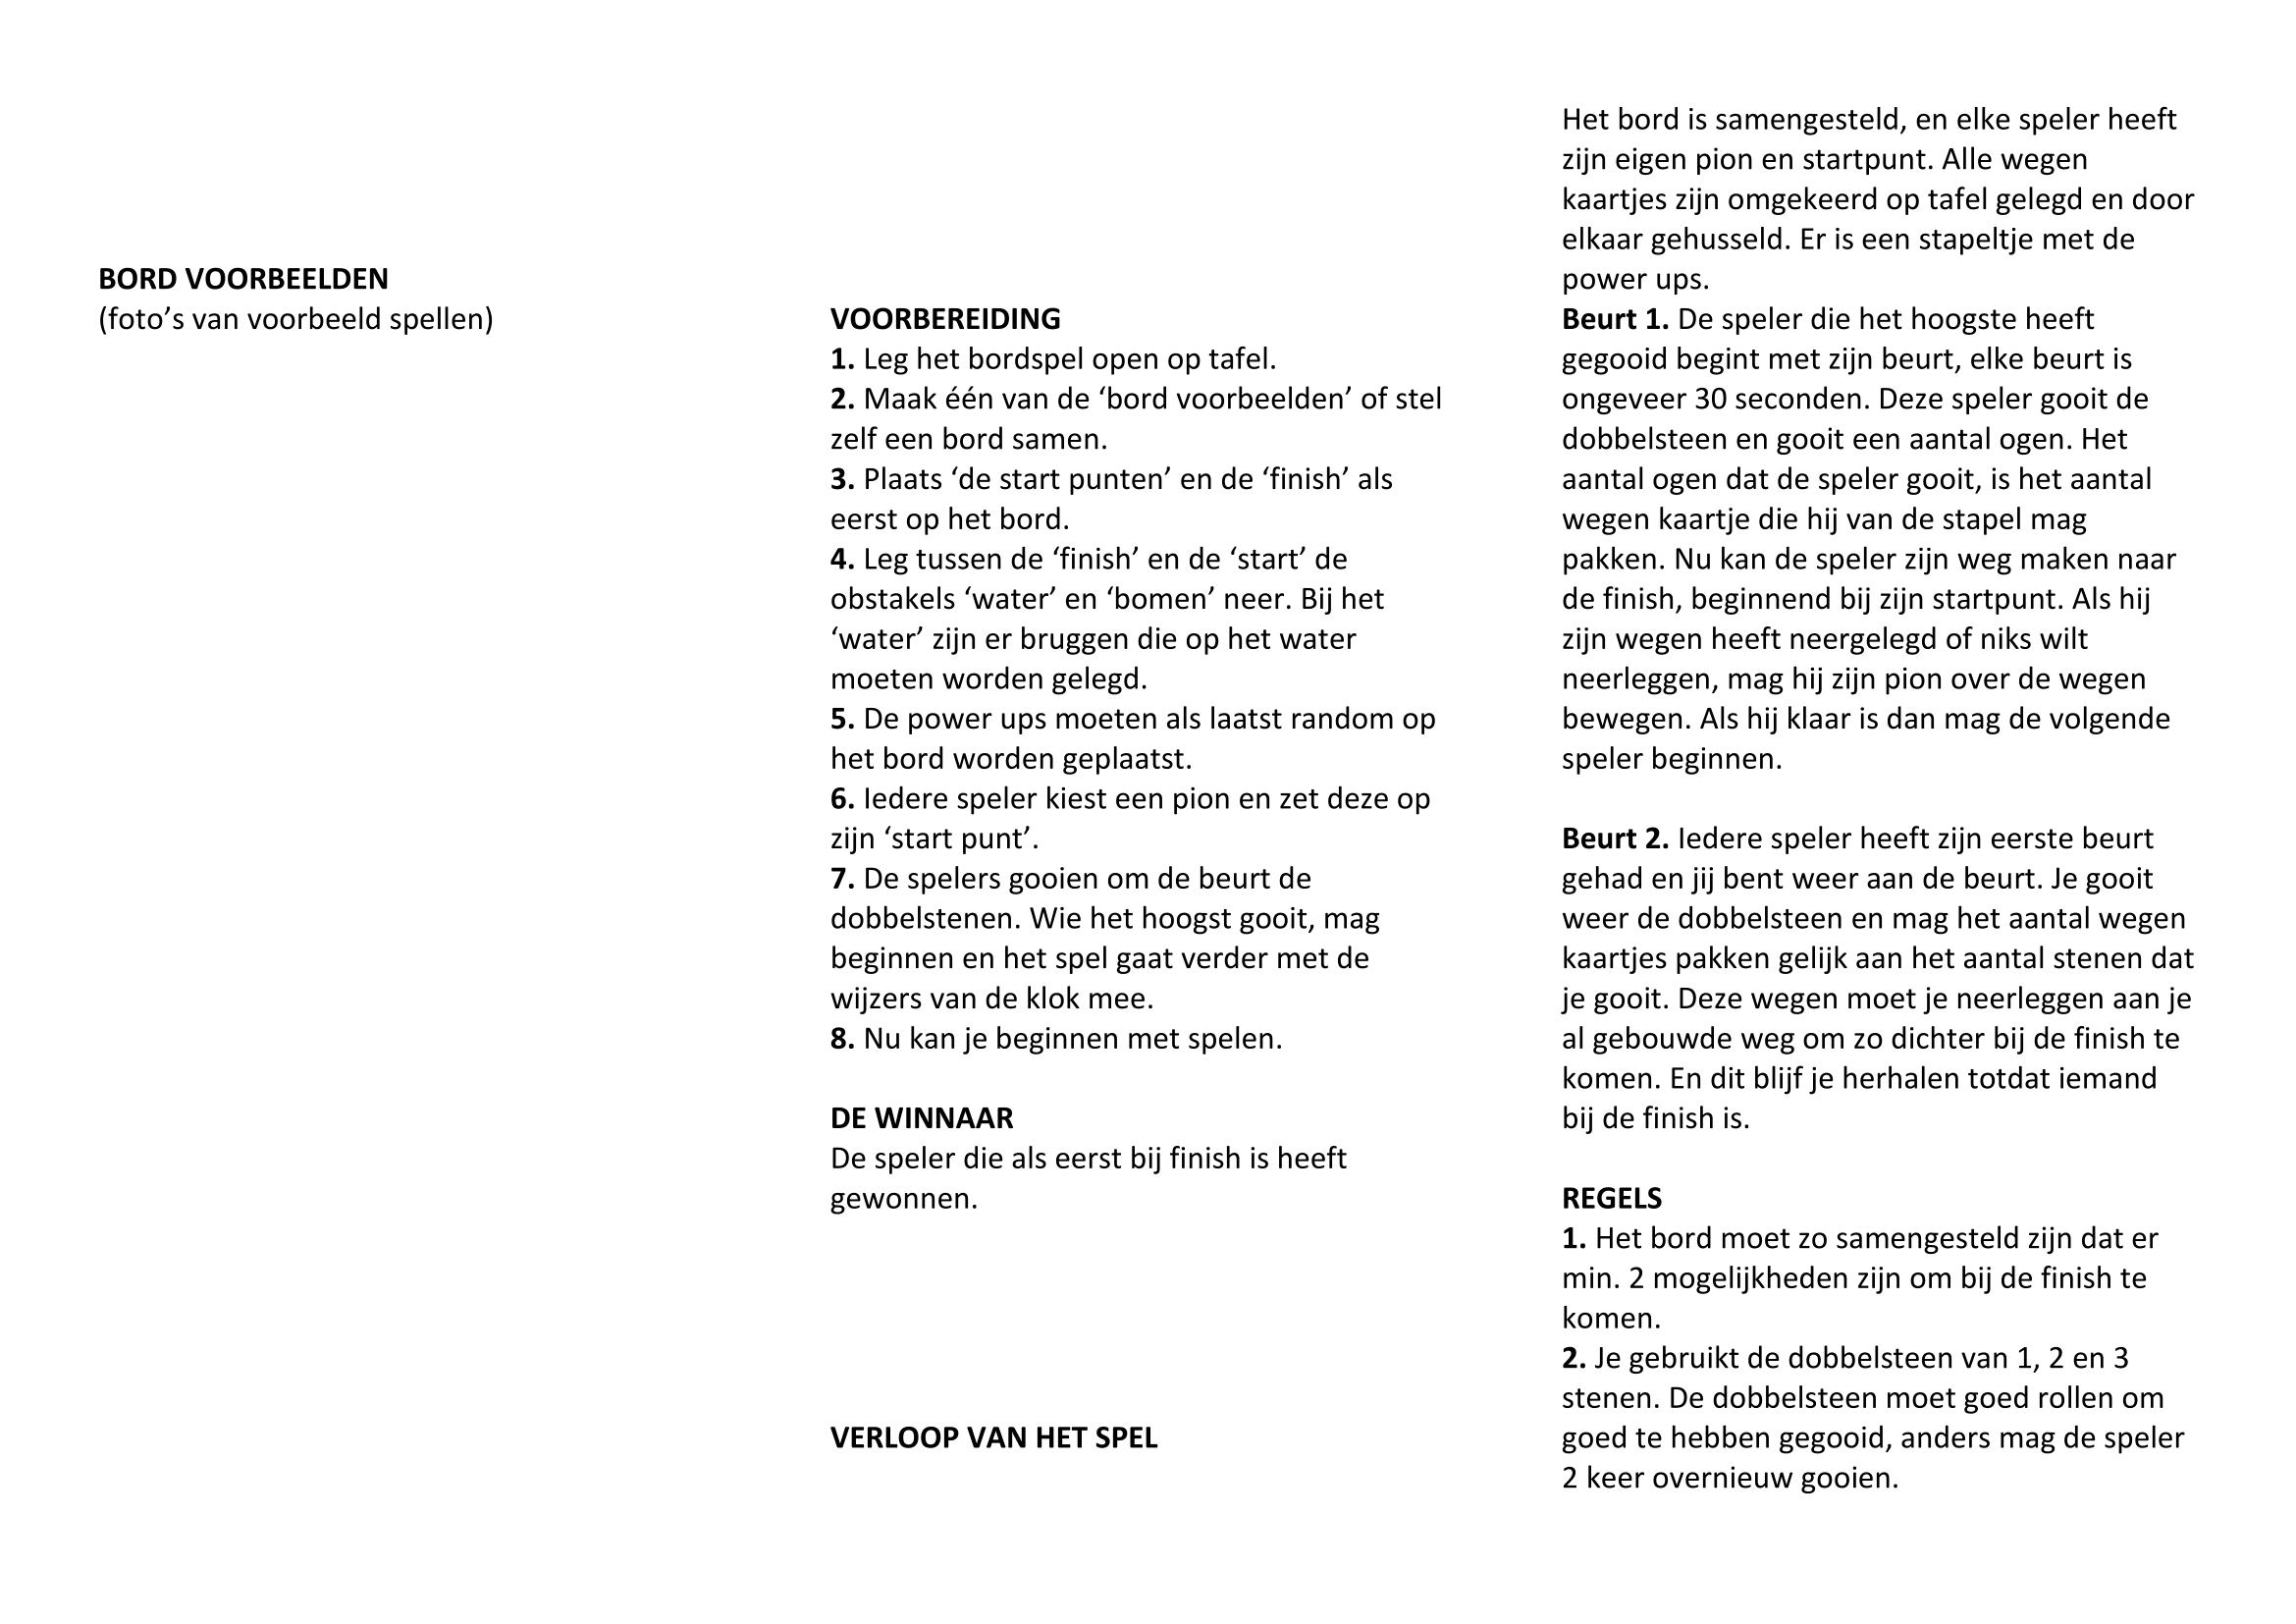 BORD VOORBEELDEN
(foto’s van voorbeeld spellen)
VOORBEREIDING
1. Leg het bordspel open op tafel.
2. Maak één van de ‘bord voorbeelden’ of stel
zelf een bord samen.
3. Plaats ‘de start punten’ en de ‘finish’ als
eerst op het bord.
4. Leg tussen de ‘finish’ en de ‘start’ de
obstakels ‘water’ en ‘bomen’ neer. Bij het
‘water’ zijn er bruggen die op het water
moeten worden gelegd.
5. De power ups moeten als laatst random op
het bord worden geplaatst.
6. Iedere speler kiest een pion en zet deze op
zijn ‘start punt’.
7. De spelers gooien om de beurt de
dobbelstenen. Wie het hoogst gooit, mag
beginnen en het spel gaat verder met de
wijzers van de klok mee.
8. Nu kan je beginnen met spelen.
DE WINNAAR
De speler die als eerst bij finish is heeft
gewonnen.
VERLOOP VAN HET SPEL
Het bord is samengesteld, en elke speler heeft
zijn eigen pion en startpunt. Alle wegen
kaartjes zijn omgekeerd op tafel gelegd en door
elkaar gehusseld. Er is een stapeltje met de
power ups.
Beurt 1. De speler die het hoogste heeft
gegooid begint met zijn beurt, elke beurt is
ongeveer 30 seconden. Deze speler gooit de
dobbelsteen en gooit een aantal ogen. Het
aantal ogen dat de speler gooit, is het aantal
wegen kaartje die hij van de stapel mag
pakken. Nu kan de speler zijn weg maken naar
de finish, beginnend bij zijn startpunt. Als hij
zijn wegen heeft neergelegd of niks wilt
neerleggen, mag hij zijn pion over de wegen
bewegen. Als hij klaar is dan mag de volgende
speler beginnen.
Beurt 2. Iedere speler heeft zijn eerste beurt
gehad en jij bent weer aan de beurt. Je gooit
weer de dobbelsteen en mag het aantal wegen
kaartjes pakken gelijk aan het aantal stenen dat
je gooit. Deze wegen moet je neerleggen aan je
al gebouwde weg om zo dichter bij de finish te
komen. En dit blijf je herhalen totdat iemand
bij de finish is.
REGELS
1. Het bord moet zo samengesteld zijn dat er
min. 2 mogelijkheden zijn om bij de finish te
komen.
2. Je gebruikt de dobbelsteen van 1, 2 en 3
stenen. De dobbelsteen moet goed rollen om
goed te hebben gegooid, anders mag de speler
2 keer overnieuw gooien.